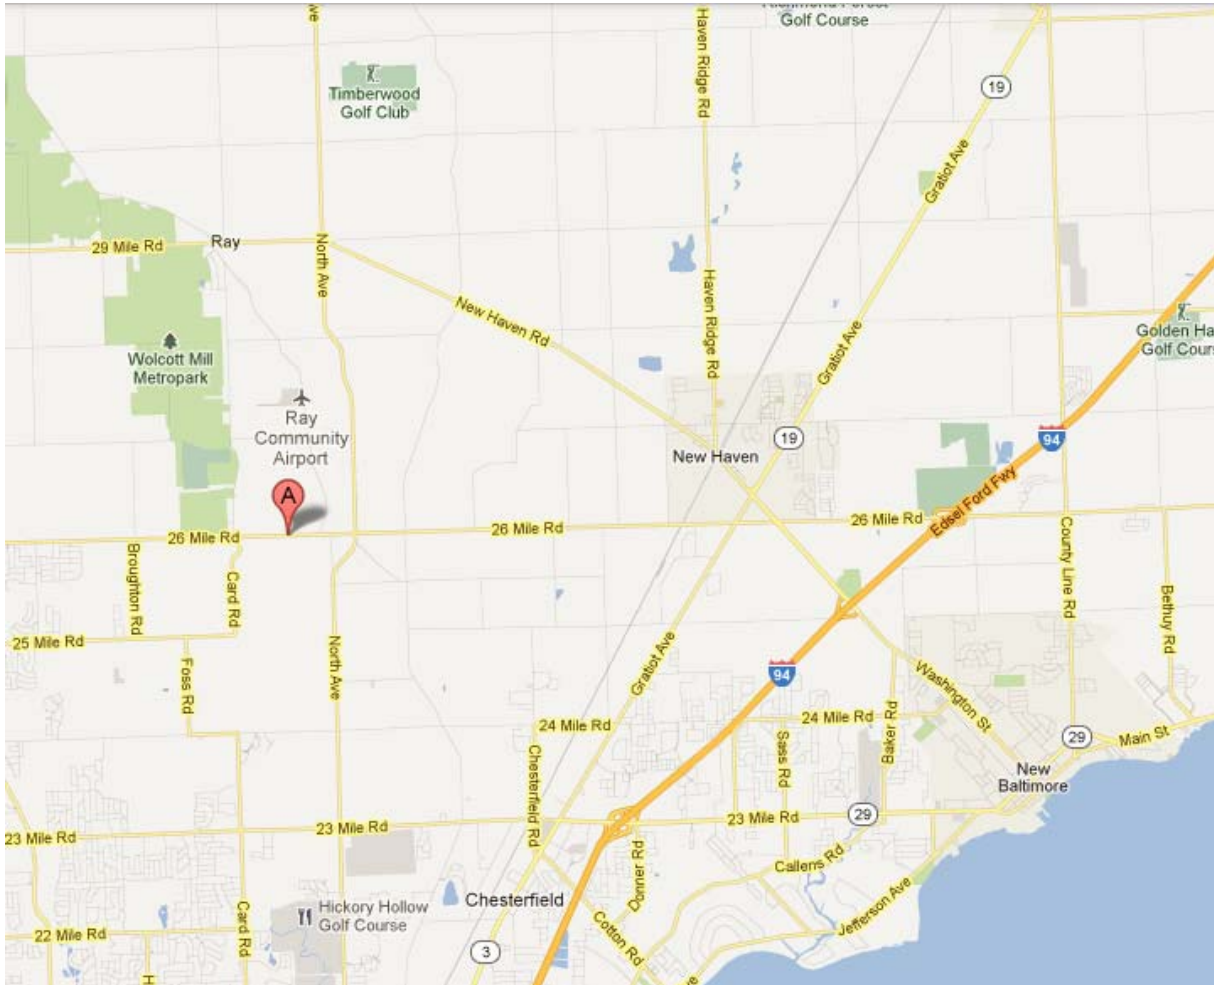 Ave
Haven Ridge Rd
Richmond Forest
Golf Course
Timberwood
Golf Club
19
Gratiot Ave
29 Mile Rd
Ray
North Ave
New Haven Rd
Haven Ridge Rd
Gratiot Ave
Golden Ha
Golf Cours
Wolcott Mill
Metropark
Ray
Community
Airport
19
94
New Haven
A
26 Mile Rd
26 Mile Rd
26 Mile Rd
Edsel Ford Fwy
Broughton Rd
Card Rd
County Line Rd
Bethuy Rd
25 Mile Rd
Foss Rd
North Ave
Gratiot Ave
94
Washington St
24 Mile Rd
24 Mile Rd
Chesterfield Rd
Sass Rd
Baker Rd
29
Main St
New
Baltimore
23 Mile Rd
23 Mile Rd
23 Mile Rd
29
Donner Rd
Callens Rd
Chesterfield
Hickory Hollow
Golf Course
Card Rd
22 Mile Rd
Cotton Rd
Jefferson Ave
3
H
ve